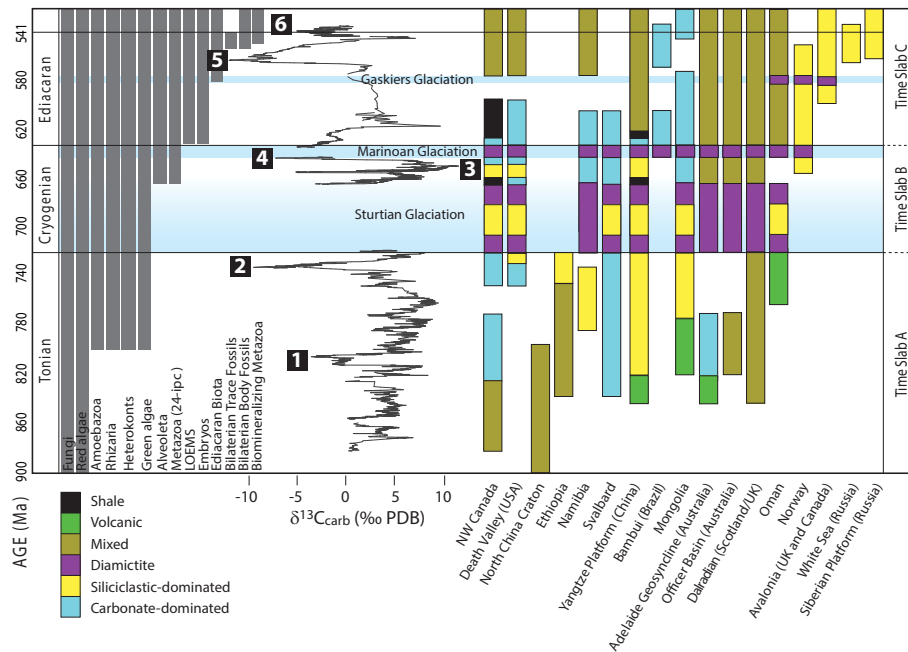 541
580
620
660
700
740
780
820
860
900
AGE (Ma)
Ediacaran
Cryogenian
Tonian
Fungi
Red algae
Amoebazoa
Rhizaria
Heterokonts
Green algae
Alveoleta
Metazoa (24-ipc)
LOEMS
Embryos
Ediacaran Biota
Bilaterian Trace Fossils
Bilaterian Body Fossils
Biomineralizing Metazoa
6
5
4
3
2
1
Gaskiers Glaciation
Marinoan Glaciation
Sturtian Glaciation
Time Slab C
Time Slab B
Time Slab A
-10
-5
0
5
10
δ13Ccarb (‰ PDB)
NW Canada
Death Valley (USA)
North China Craton
Ethiopia
Namibia
Svalbard
Yangtze Platform (China)
Bambui (Brazil)
Mongolia
Adelaide Geosyncline (Australia)
Officer Basin (Australia)
Dalradian (Scotland/UK)
Oman
Norway
Avalonia (UK and Canada)
White Sea (Russia)
Siberian Platform (Russia)
Shale
Volcanic
Mixed
Diamictite
Siliciclastic-dominated
Carbonate-dominated